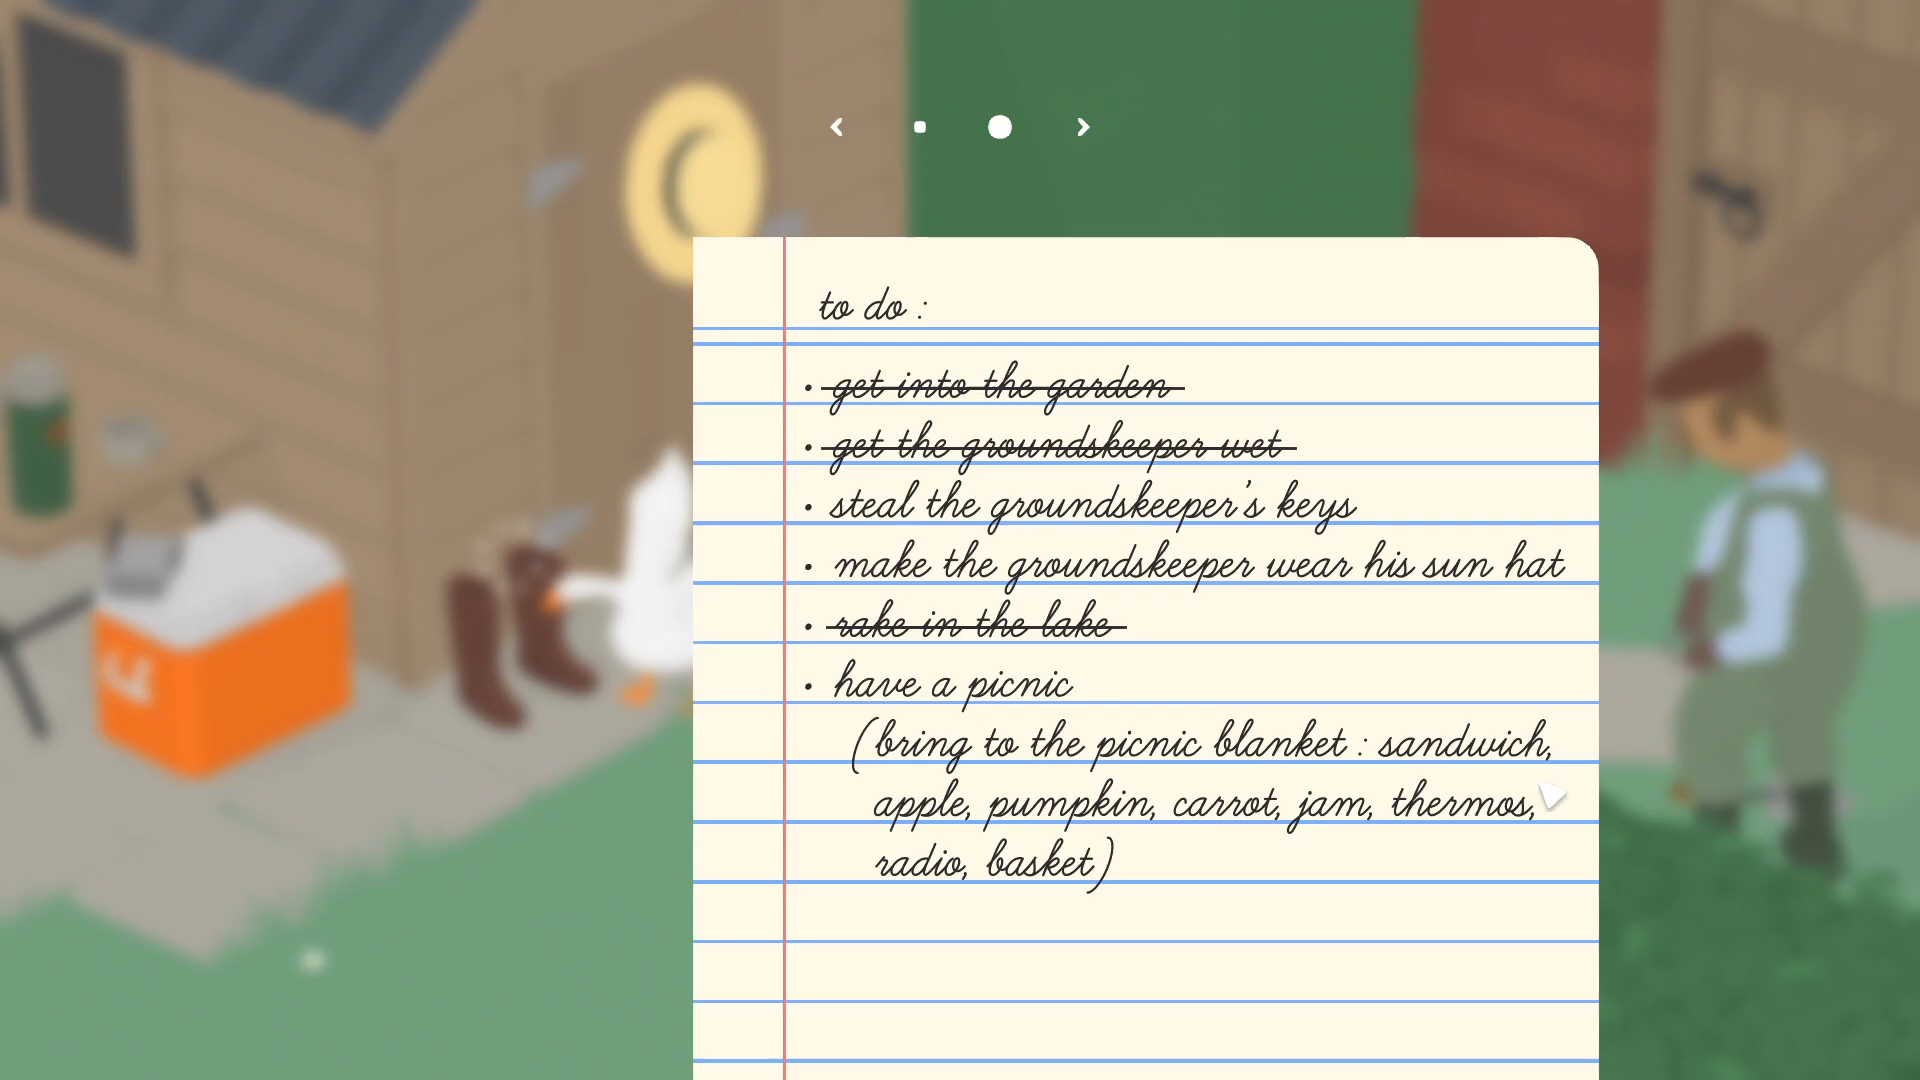 to do :
• get into the garden
• get the groundskeeper wet
• steal the groundskeeper's keys
• make the groundskeeper wear his sun hat
• rake in the lake
• have a picnic
(bring to the picnic blanket : sandwich,
apple, pumpkin, carrot, jam, thermos,
radio, basket)